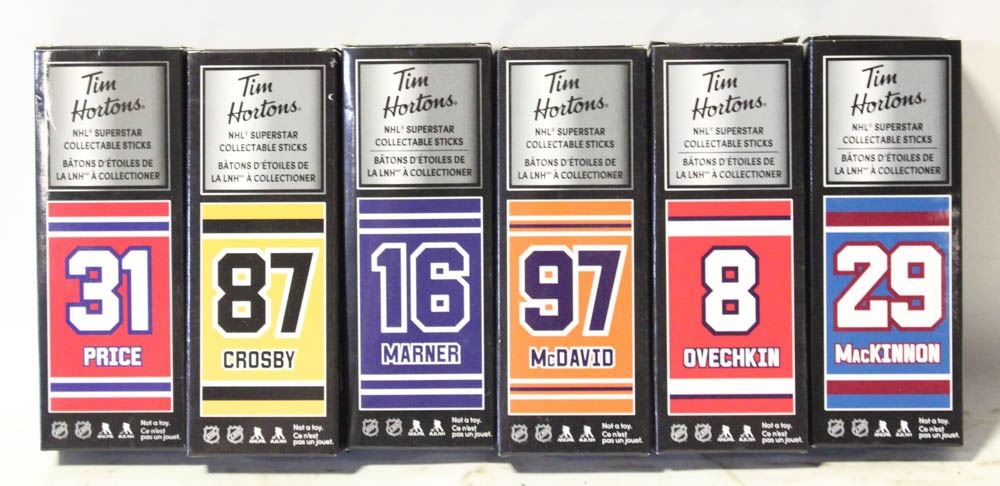 Tim
Hortons®
NHL® SUPERSTAR
COLLECTABLE STICKS
BÂTONS D'ÉTOILES DE
LA LNHᴹᴰ À COLLECTIONER
31
PRICE
Not a toy.
Ce n'est
pas un jouet.
Tim
Hortons®
NHL® SUPERSTAR
COLLECTABLE STICKS
BÂTONS D'ÉTOILES DE
LA LNHᴹᴰ À COLLECTIONER
87
CROSBY
Not a toy.
Ce n'est
pas un jouet.
Tim
Hortons®
NHL® SUPERSTAR
COLLECTABLE STICKS
BÂTONS D'ÉTOILES DE
LA LNHᴹᴰ À COLLECTIONER
16
MARNER
Not a toy.
Ce n'est
pas un jouet.
Tim
Hortons®
NHL® SUPERSTAR
COLLECTABLE STICKS
BÂTONS D'ÉTOILES DE
LA LNHᴹᴰ À COLLECTIONER
97
McDAVID
Not a toy.
Ce n'est
pas un jouet.
Tim
Hortons®
NHL® SUPERSTAR
COLLECTABLE STICKS
BÂTONS D'ÉTOILES DE
LA LNHᴹᴰ À COLLECTIONER
8
OVECHKIN
Not a toy.
Ce n'est
pas un jouet.
Tim
Hortons®
NHL® SUPERSTAR
COLLECTABLE STICKS
BÂTONS D'ÉTOILES DE
LA LNHᴹᴰ À COLLECTIONER
29
MACKINNON
Not a toy.
Ce n'est
pas un jouet.